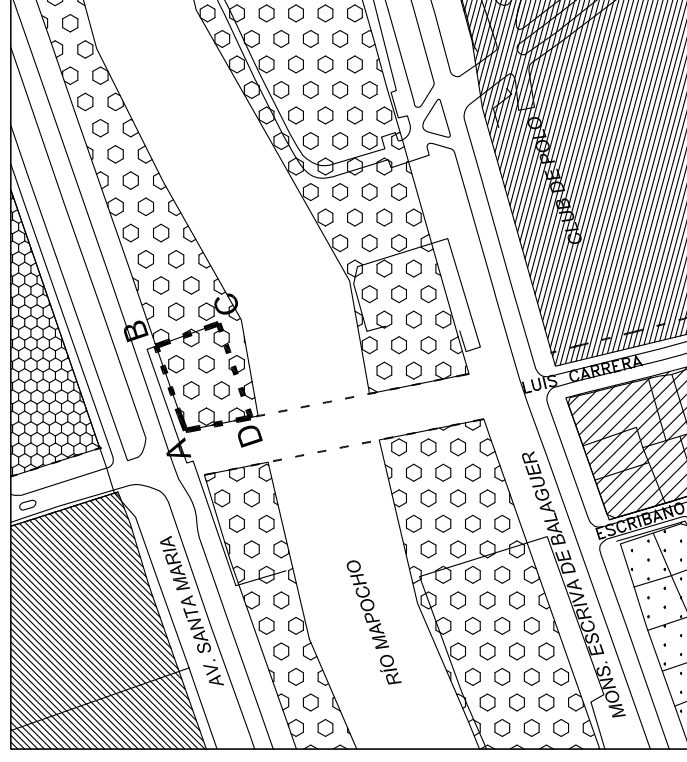 CLUB DE POLO
B
C
A
D
LUIS CARRERA
ESCRIBANO
AV. SANTA MARIA
RÍO MAPOCHO
MONS. ESCRIVA DE BALAGUER